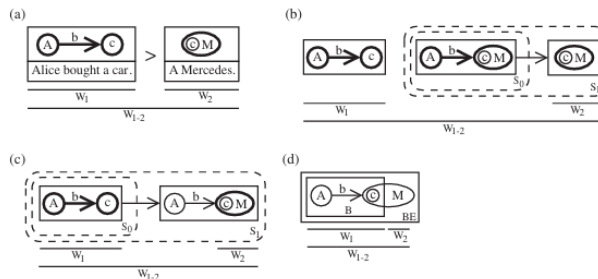 (a)
A b c > c M
Alice bought a car. A Mercedes.
W1 W2
W1-2
(b)
A b c A b c M c M
S0
S1
W1 W2
W1-2
(c)
A b c A b c M
S0
S1
W1 W2
W1-2
(d)
A b c M
B BE
W1 W2
W1-2